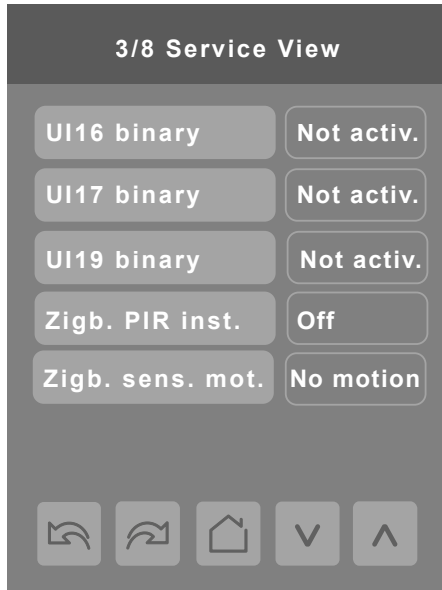 3/8 Service View
UI16 binary Not activ.
UI17 binary Not activ.
UI19 binary Not activ.
Zigb. PIR inst. Off
Zigb. sens. mot. No motion